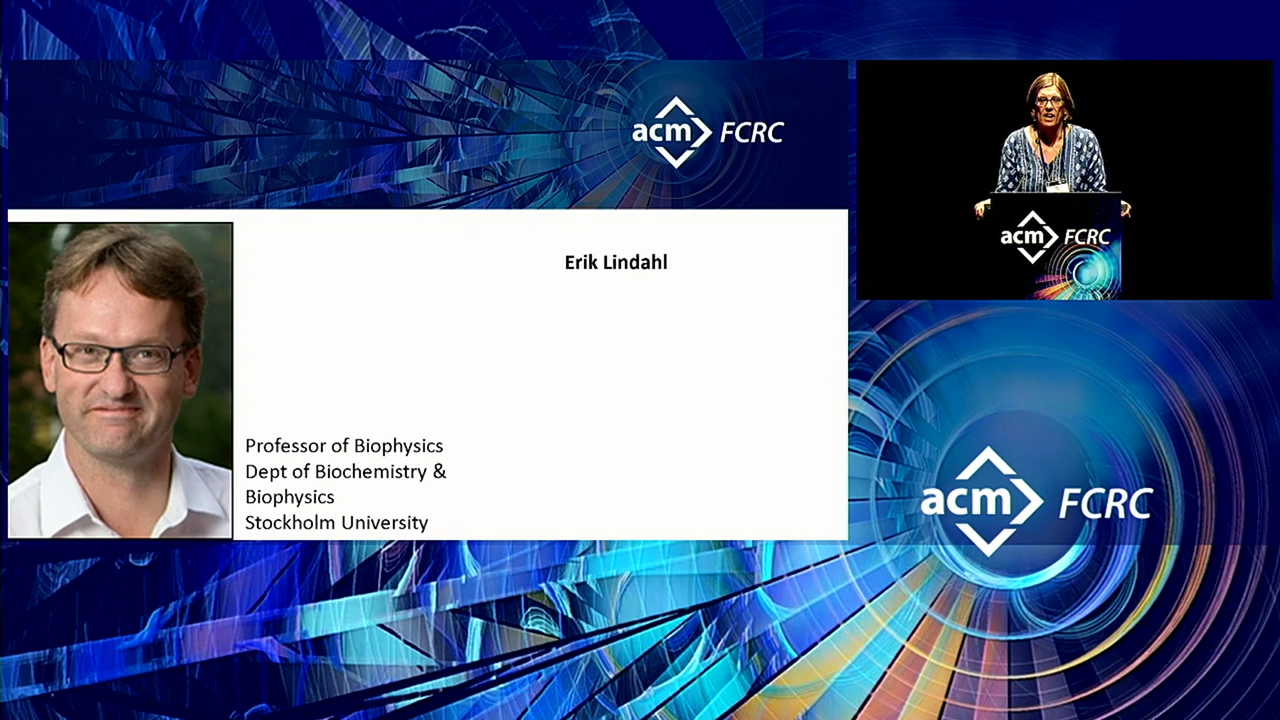 acm FCRC
Erik Lindahl
Professor of Biophysics
Dept of Biochemistry &
Biophysics
Stockholm University
acm FCRC
acm FCRC